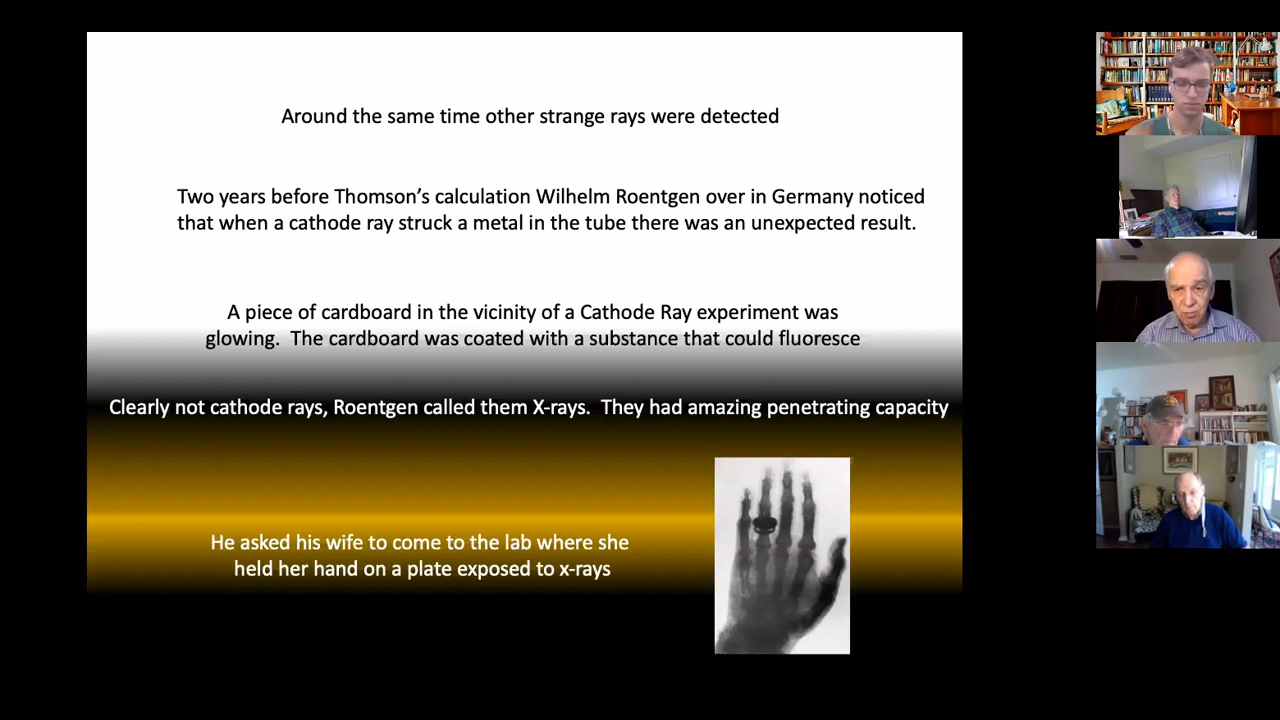 Around the same time other strange rays were detected
Two years before Thomson’s calculation Wilhelm Roentgen over in Germany noticed
that when a cathode ray struck a metal in the tube there was an unexpected result.
A piece of cardboard in the vicinity of a Cathode Ray experiment was
glowing.  The cardboard was coated with a substance that could fluoresce
Clearly not cathode rays, Roentgen called them X-rays.  They had amazing penetrating capacity
He asked his wife to come to the lab where she
held her hand on a plate exposed to x-rays